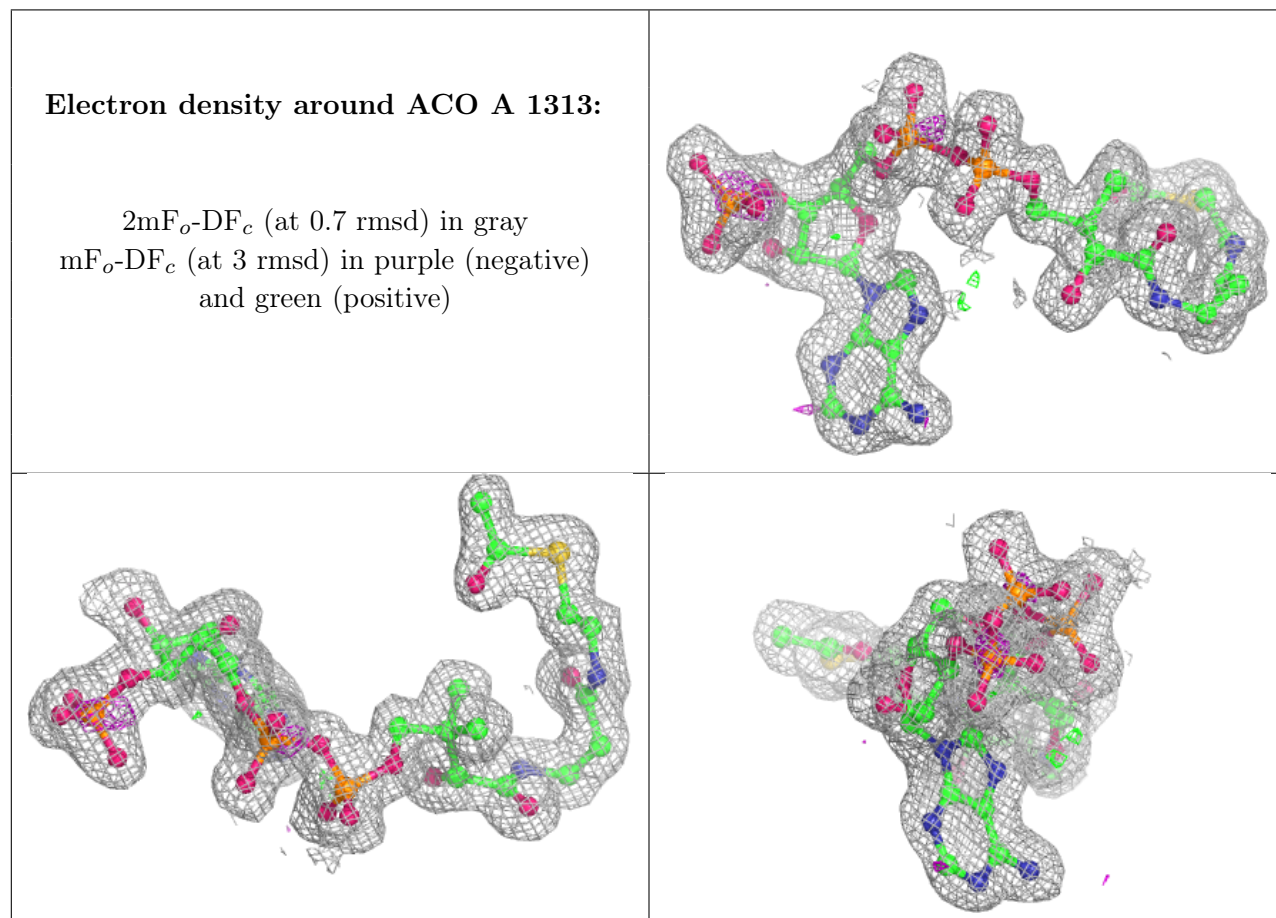 Electron density around ACO A 1313:
2mFo-DFc (at 0.7 rmsd) in gray
mFo-DFc (at 3 rmsd) in purple (negative)
and green (positive)